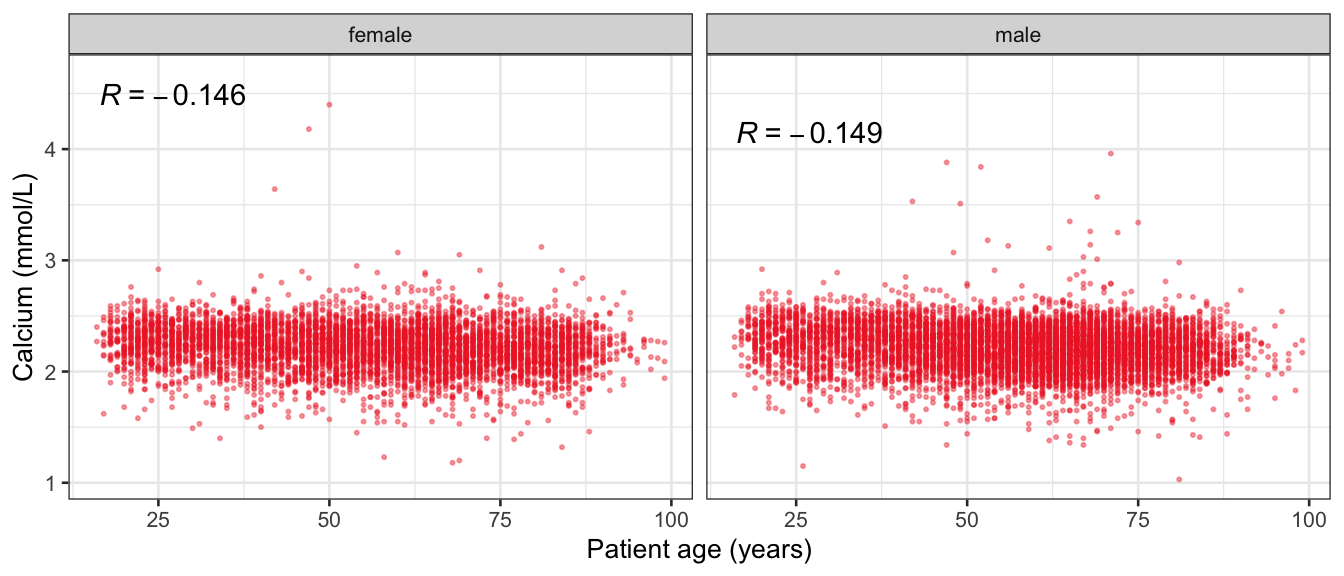 female
male
R = −0.146
R = −0.149
Calcium (mmol/L)
4
3
2
1
25 50 75 100
25 50 75 100
Patient age (years)